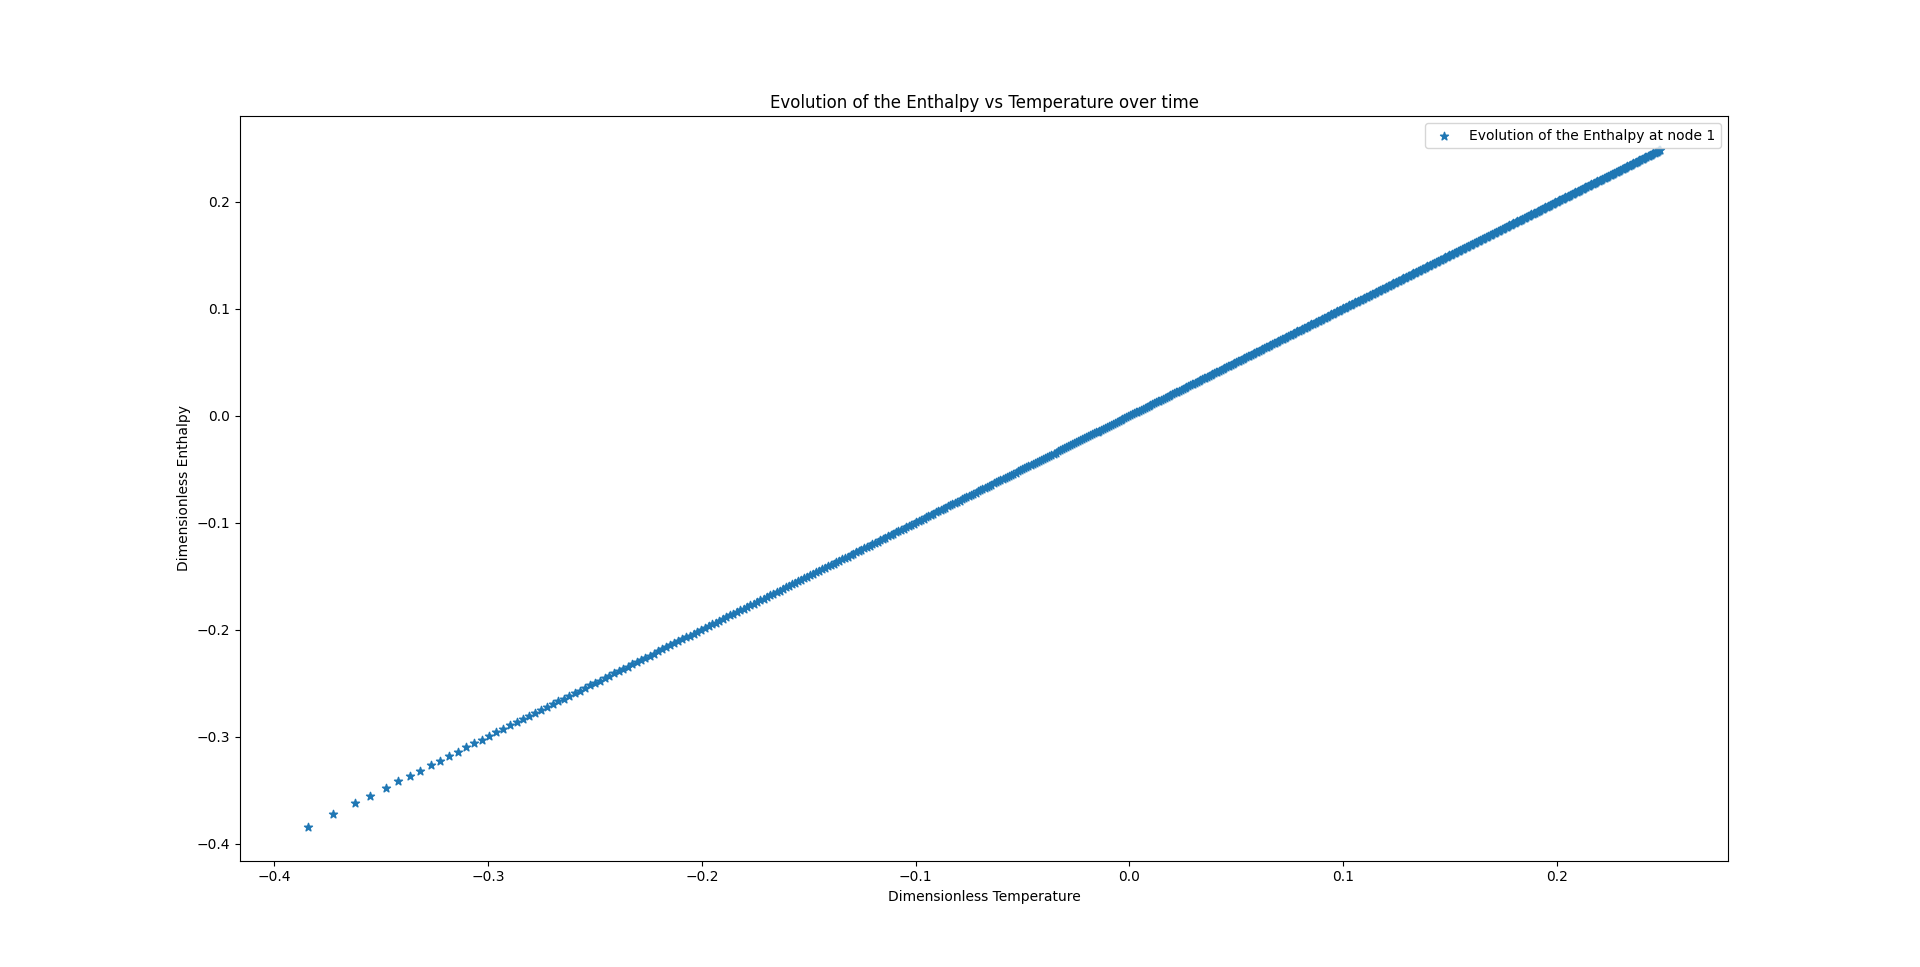 Evolution of the Enthalpy vs Temperature over time
Evolution of the Enthalpy at node 1
0.2
0.1
0.0
−0.1
−0.2
−0.3
−0.4
Dimensionless Enthalpy
−0.4 −0.3 −0.2 −0.1 0.0 0.1 0.2
Dimensionless Temperature